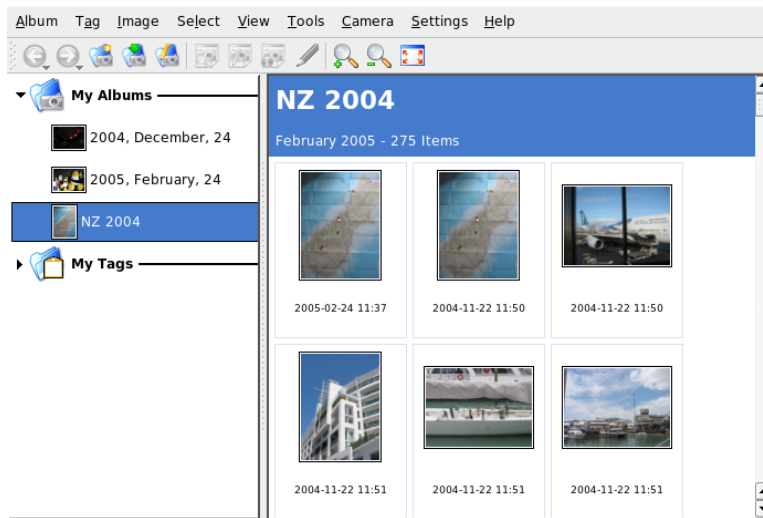 Album Tag Image Select View Tools Camera Settings Help
My Albums
2004, December, 24
2005, February, 24
NZ 2004
My Tags
NZ 2004
February 2005 - 275 Items
2005-02-24 11:37 2004-11-22 11:50 2004-11-22 11:50
2004-11-22 11:51 2004-11-22 11:51 2004-11-22 11:51